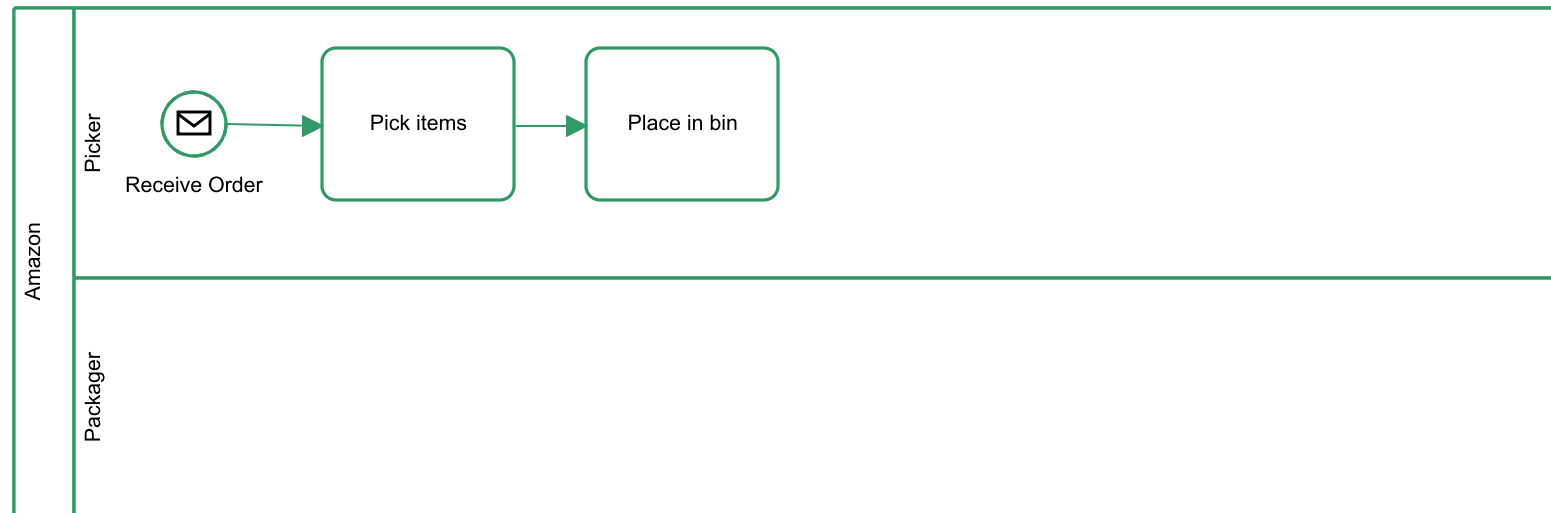 Amazon
Picker
Receive Order
Pick items
Place in bin
Packager